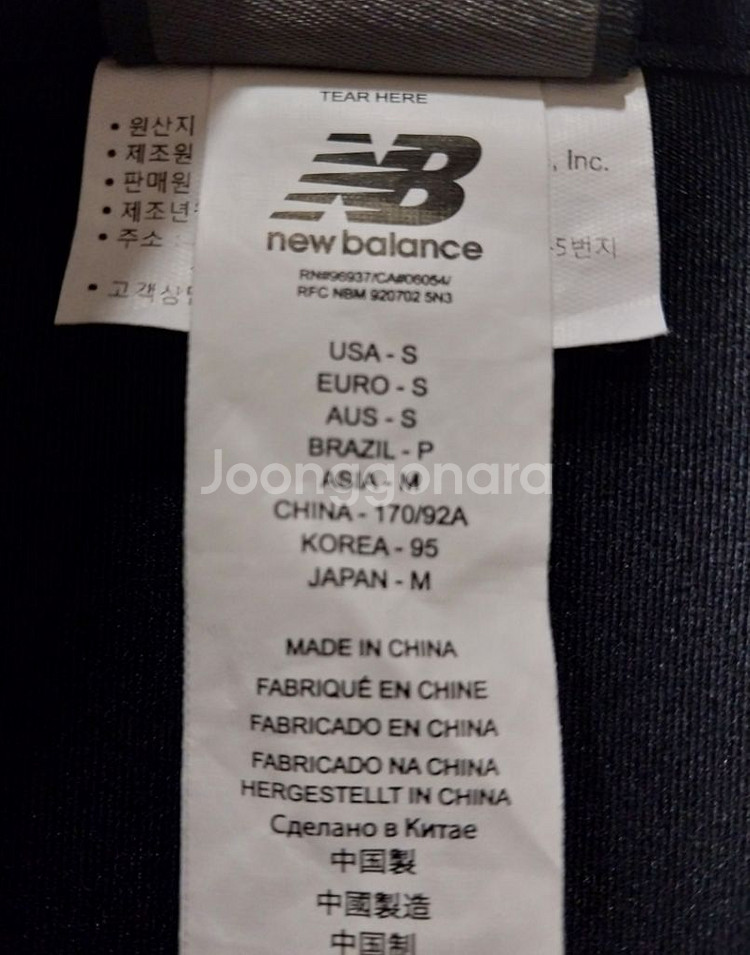 TEAR HERE
• 원산지
• 제조원
, Inc.
• 판매원
• 제조년
• 주소 :
-5번지
• 고객상
NB
new balance
RN#96937/CA#06054/
RFC NBM 920702 5N3
USA - S
EURO - S
AUS - S
BRAZIL - P
ASIA - M
Joonggonara
CHINA - 170/92A
KOREA - 95
JAPAN - M
MADE IN CHINA
FABRIQUÉ EN CHINE
FABRICADO EN CHINA
FABRICADO NA CHINA
HERGESTELLT IN CHINA
Сделано в Китае
中国製
中國製造
中国制